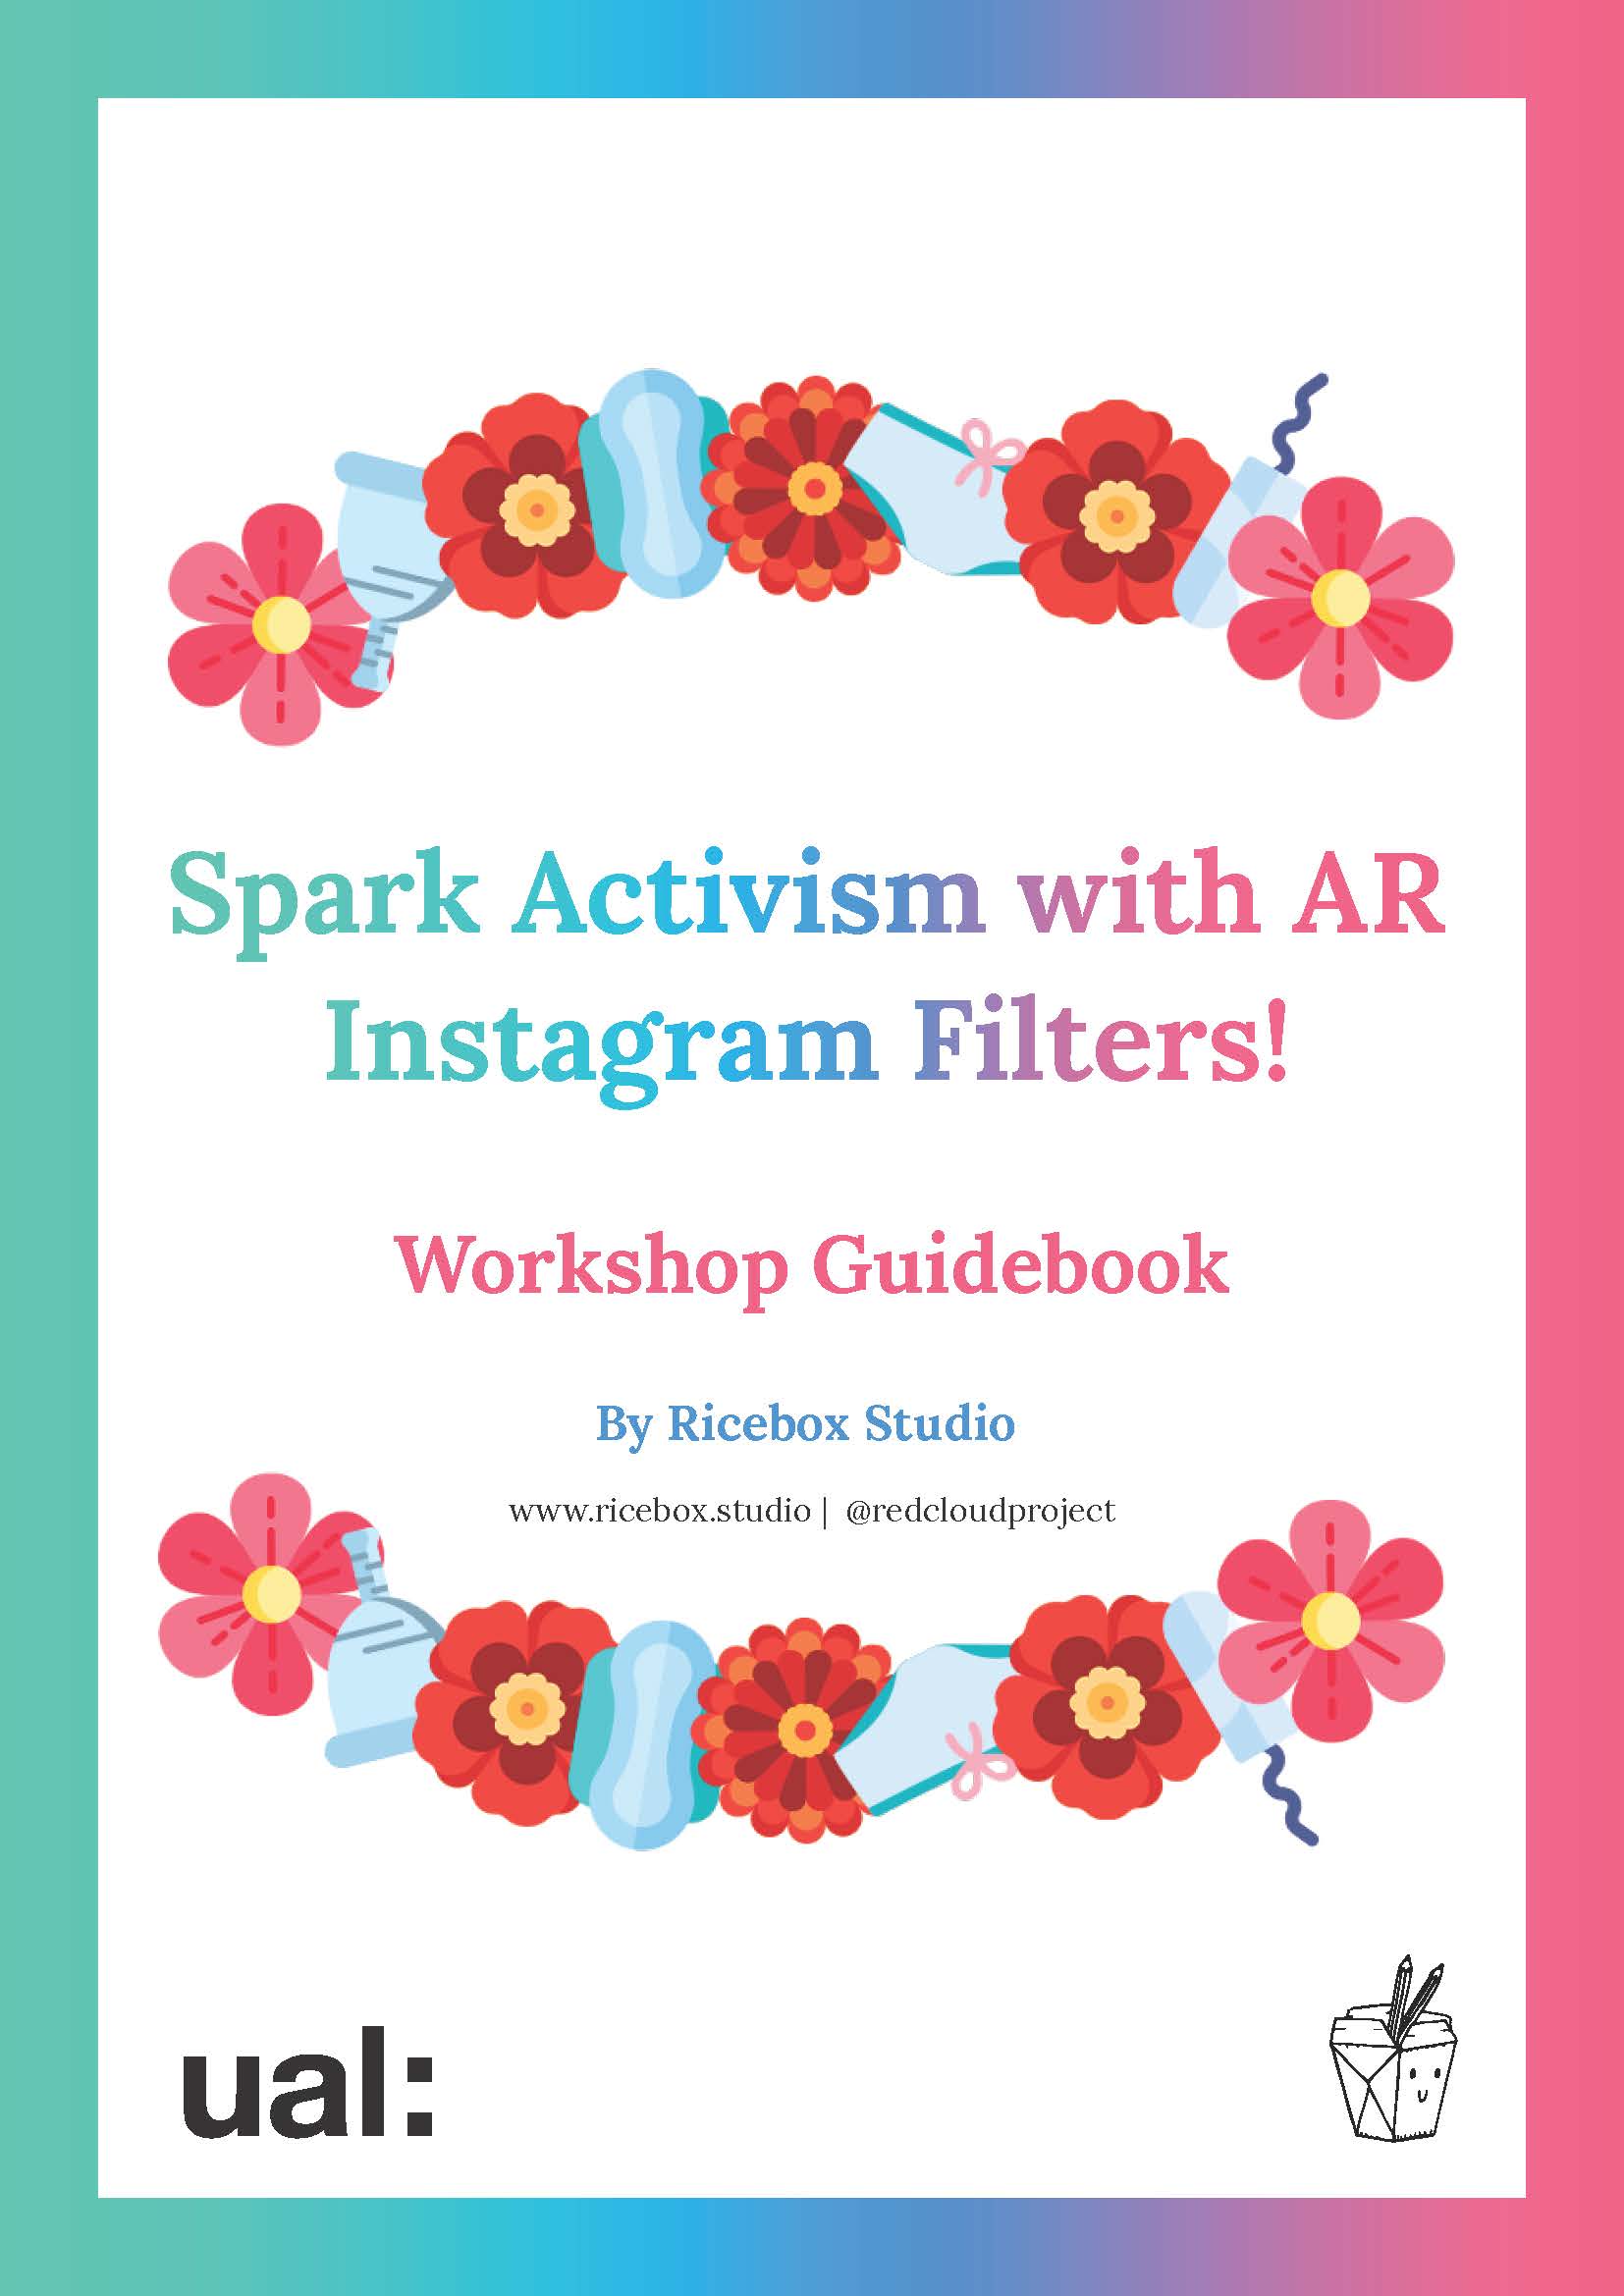 Spark Activism with AR
Instagram Filters!
Workshop Guidebook
By Ricebox Studio
www.ricebox.studio | @redcloudproject
ual: